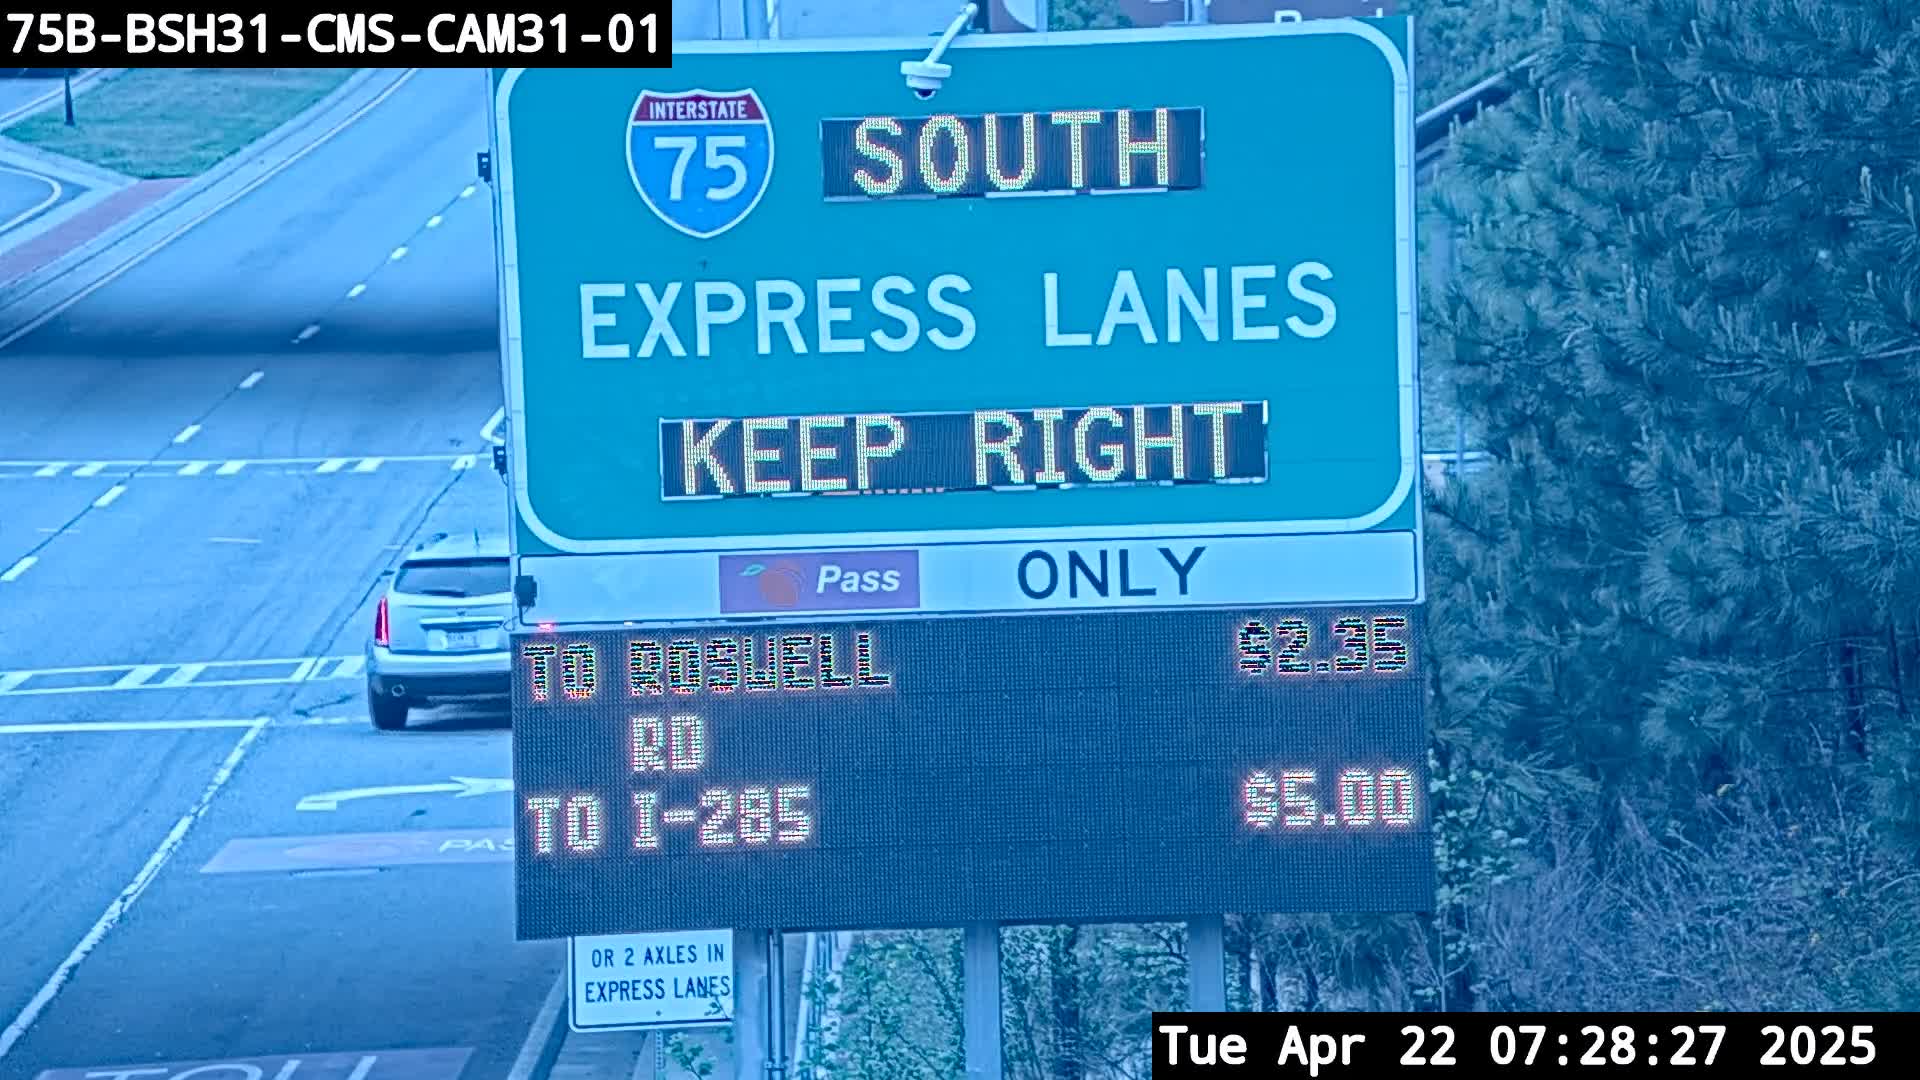 75B-BSH31-CMS-CAM31-01
INTERSTATE
75
SOUTH
EXPRESS LANES
KEEP RIGHT
Pass ONLY
TO ROSWELL $2.35
RD
TO I-285 $5.00
OR 2 AXLES IN
EXPRESS LANES
TOLL
Tue Apr 22 07:28:27 2025